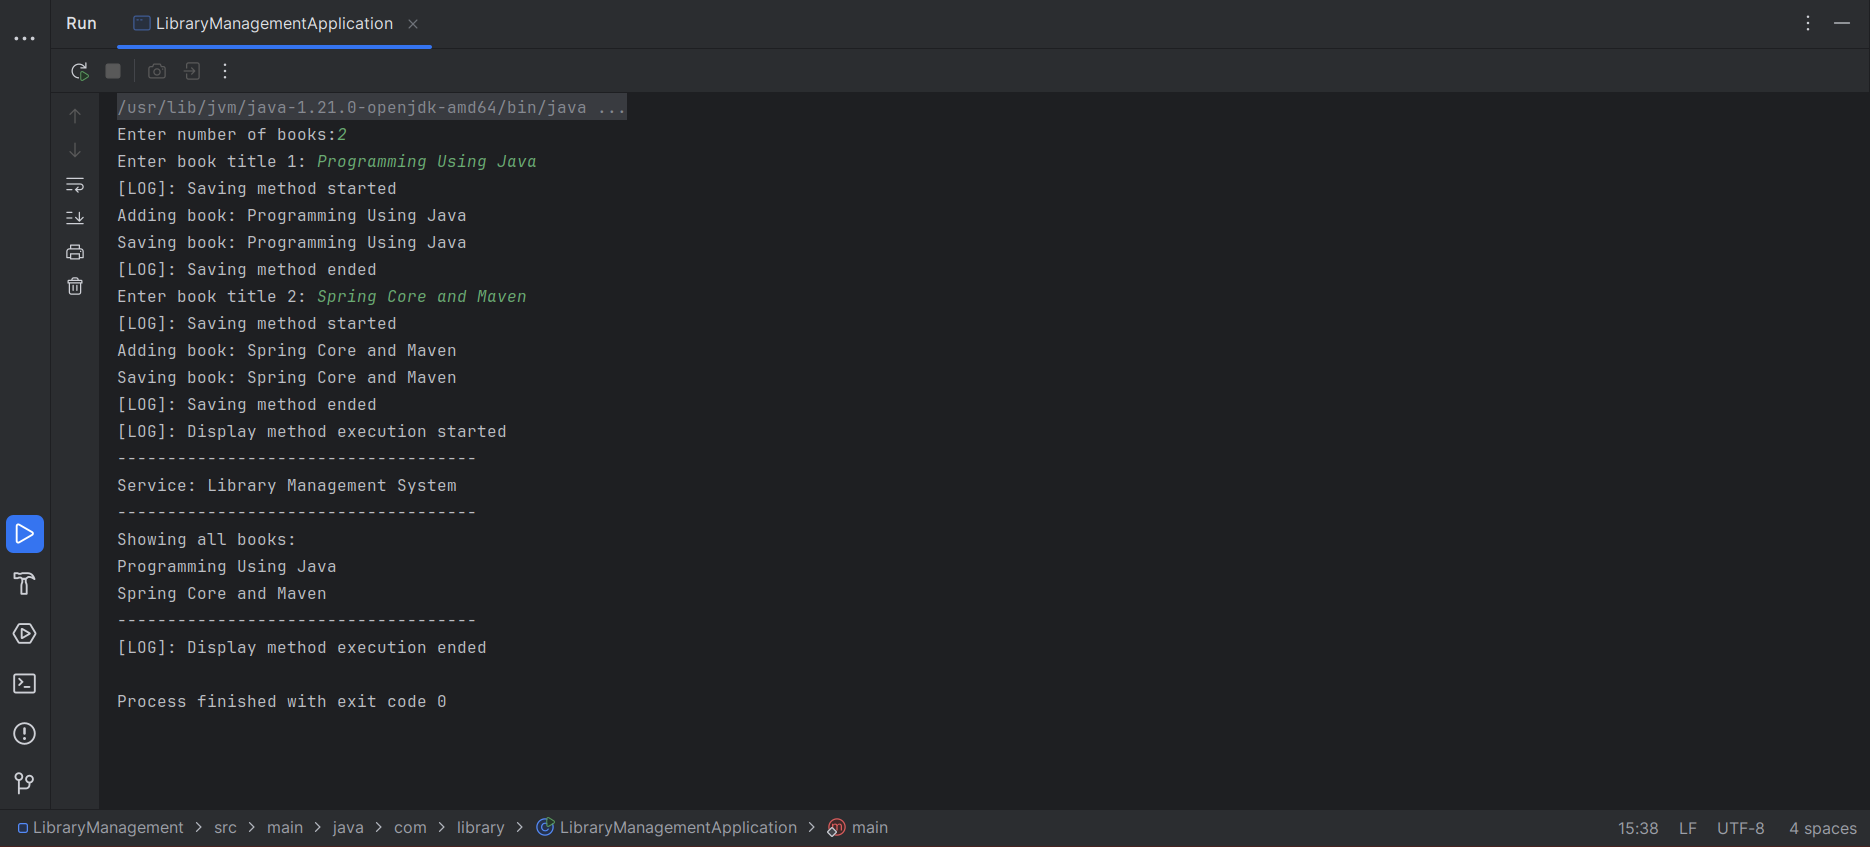 Run LibraryManagementApplication
/usr/lib/jvm/java-1.21.0-openjdk-amd64/bin/java ...
Enter number of books:2
Enter book title 1: Programming Using Java
[LOG]: Saving method started
Adding book: Programming Using Java
Saving book: Programming Using Java
[LOG]: Saving method ended
Enter book title 2: Spring Core and Maven
[LOG]: Saving method started
Adding book: Spring Core and Maven
Saving book: Spring Core and Maven
[LOG]: Saving method ended
[LOG]: Display method execution started
------------------------------------
Service: Library Management System
------------------------------------
Showing all books:
Programming Using Java
Spring Core and Maven
------------------------------------
[LOG]: Display method execution ended
Process finished with exit code 0
LibraryManagement > src > main > java > com > library > LibraryManagementApplication > main 15:38 LF UTF-8 4 spaces